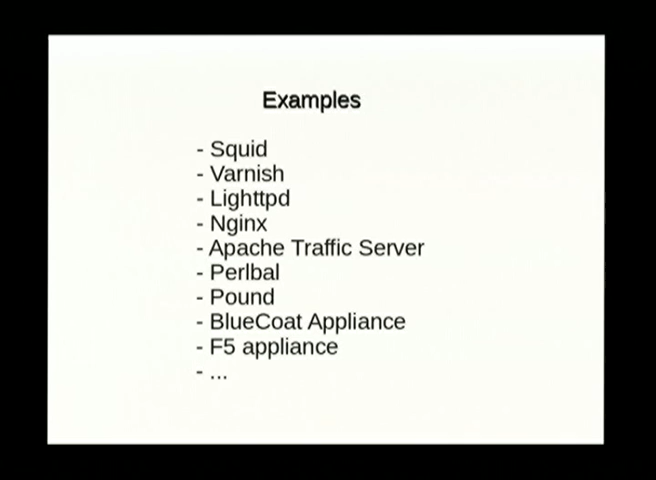 Examples
- Squid
- Varnish
- Lighttpd
- Nginx
- Apache Traffic Server
- Perlbal
- Pound
- BlueCoat Appliance
- F5 appliance
- ...